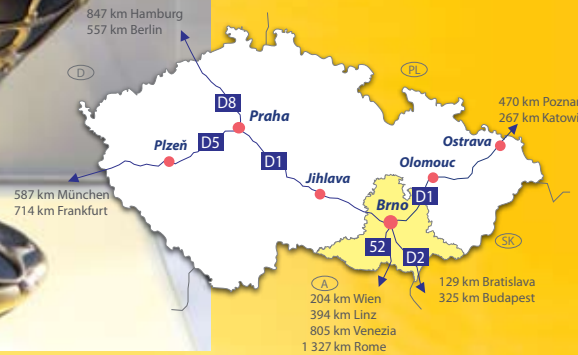 847 km Hamburg
557 km Berlin
D
PL
D8
Praha
470 km Poznań
267 km
Ostrava
Plzeň
D5
D1
Olomouc
Jihlava
D1
587 km München
714 km Frankfurt
Brno
52
D2
SK
A
129 km Bratislava
325 km Budapest
204 km Wien
394 km Linz
805 km Venezia
1 327 km Rome